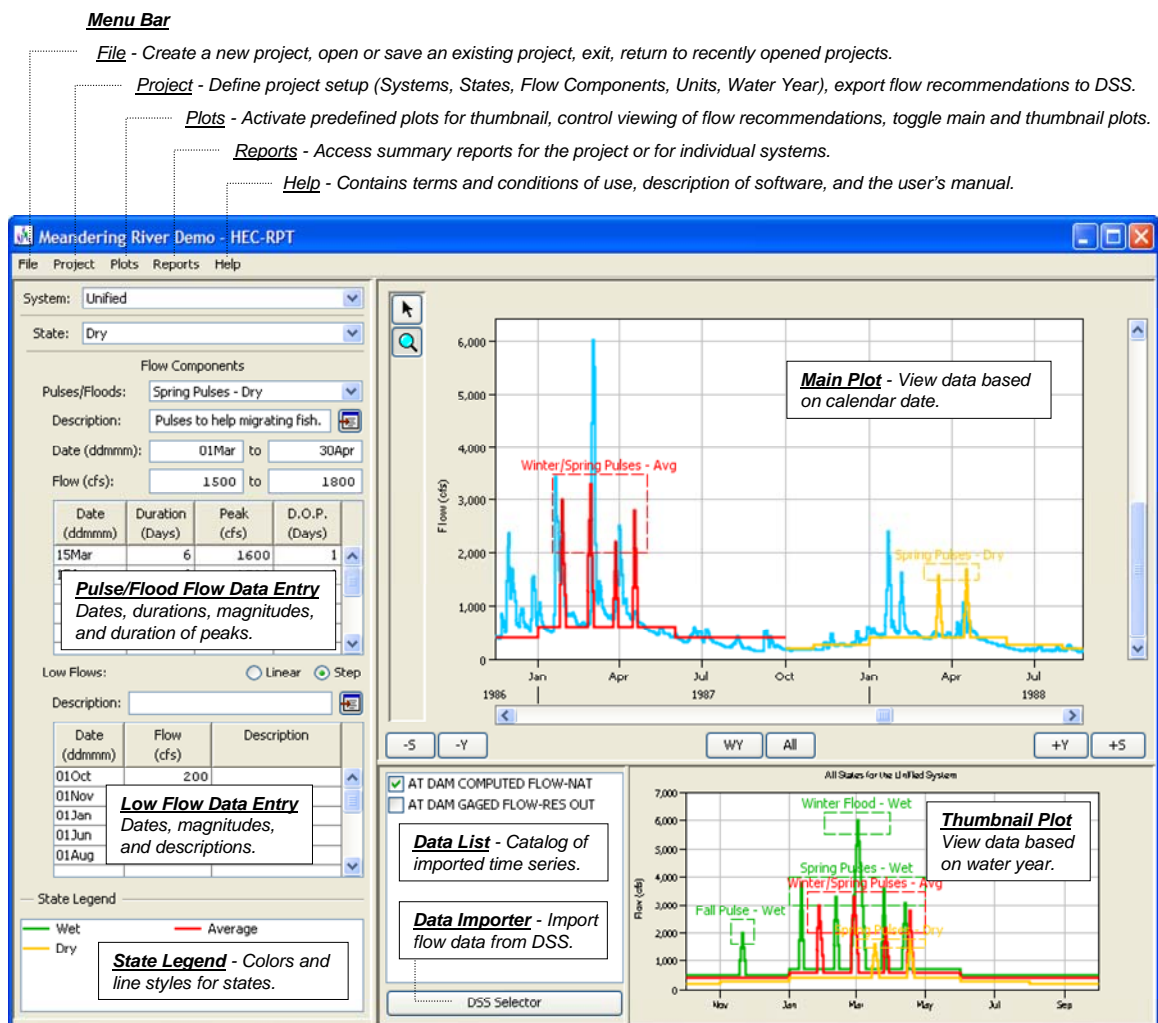 Menu Bar
File - Create a new project, open or save an existing project, exit, return to recently opened projects.
Project - Define project setup (Systems, States, Flow Components, Units, Water Year), export flow recommendations to DSS.
Plots - Activate predefined plots for thumbnail, control viewing of flow recommendations, toggle main and thumbnail plots.
Reports - Access summary reports for the project or for individual systems.
Help - Contains terms and conditions of use, description of software, and the user's manual.
Meandering River Demo - HEC-RPT
File Project Plots Reports Help
System: Unified
State: Dry
Flow Components
Pulses/Floods: Spring Pulses - Dry
Description: Pulses to help migrating fish.
Date (ddmmm): 01Mar to 30Apr
Flow (cfs): 1500 to 1800
Date Duration Peak D.O.P.
(ddmmm) (Days) (cfs) (Days)
15Mar 6 1600 1
Pulse/Flood Flow Data Entry
Dates, durations, magnitudes,
and duration of peaks.
Low Flows: Linear Step
Description:
Date Flow Description
(ddmmm) (cfs)
01Oct 200
01Nov
01Jan
01Jun
01Aug
Low Flow Data Entry
Dates, magnitudes,
and descriptions.
State Legend
Wet Average
Dry
State Legend - Colors and
line styles for states.
6,000
5,000
4,000
3,000
2,000
1,000
0
Flow (cfs)
Main Plot - View data based
on calendar date.
Winter/Spring Pulses - Avg
Spring Pulses - Dry
Jan Apr Jul Oct Jan Apr Jul
1986 1987 1988
-S -Y WY All +Y +S
AT DAM COMPUTED FLOW-NAT
AT DAM GAGED FLOW-RES OUT
Data List - Catalog of
imported time series.
Data Importer - Import
flow data from DSS.
DSS Selector
All States for the Unified System
7,000
6,000
5,000
4,000
3,000
2,000
1,000
0
Flow (cfs)
Winter Flood - Wet
Spring Pulses - Wet
Winter/Spring Pulses - Avg
Fall Pulse - Wet
Spring Pulses - Dry
Thumbnail Plot
View data based
on water year.
Nov Jan Mar May Jul Sep